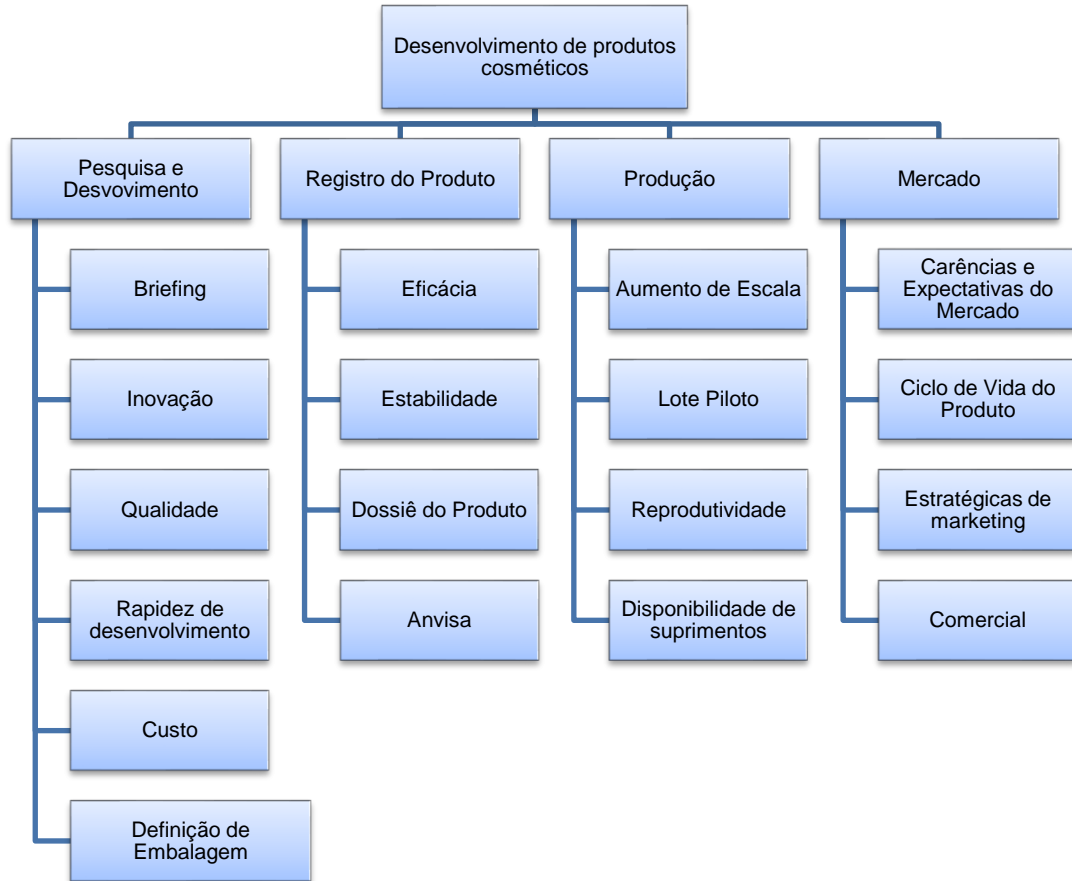 Desenvolvimento de produtos
cosméticos
Pesquisa e
Desvovimento
Registro do Produto
Produção
Mercado
Briefing
Eficácia
Aumento de Escala
Carências e
Expectativas do
Mercado
Inovação
Estabilidade
Lote Piloto
Ciclo de Vida do
Produto
Qualidade
Dossiê do Produto
Reprodutividade
Estratégicas de
marketing
Rapidez de
desenvolvimento
Anvisa
Disponibilidade de
suprimentos
Comercial
Custo
Definição de
Embalagem